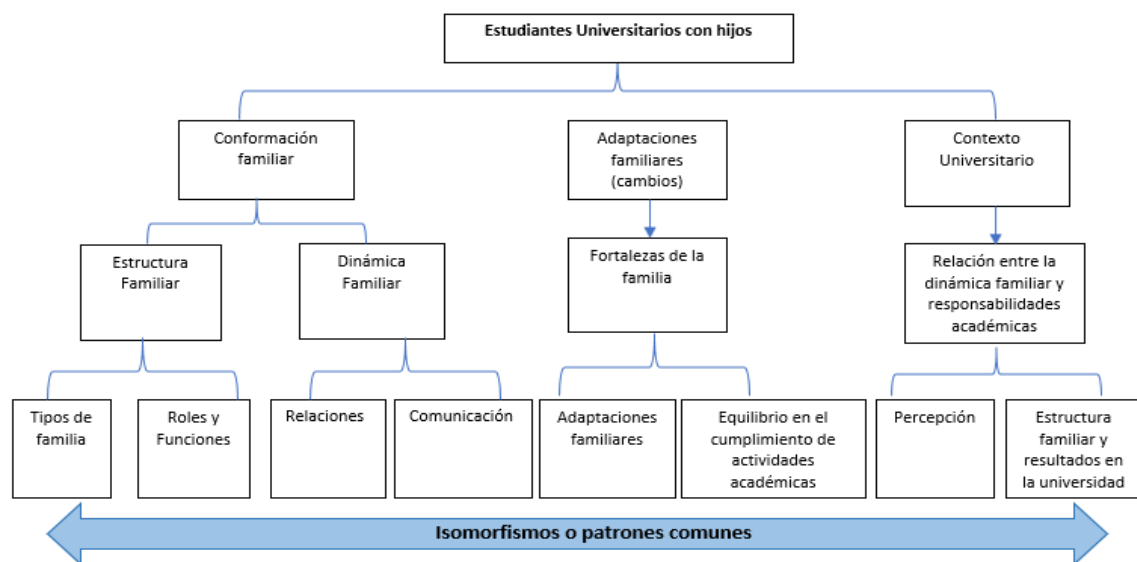 Estudiantes Universitarios con hijos
Conformación
familiar
Adaptaciones
familiares
(cambios)
Contexto
Universitario
Estructura
Familiar
Dinámica
Familiar
Fortalezas de la
familia
Relación entre la
dinámica familiar y
responsabilidades
académicas
Tipos de
familia
Roles y
Funciones
Relaciones
Comunicación
Adaptaciones
familiares
Equilibrio en el
cumplimiento de
actividades
académicas
Percepción
Estructura
familiar y
resultados en
la universidad
Isomorfismos o patrones comunes